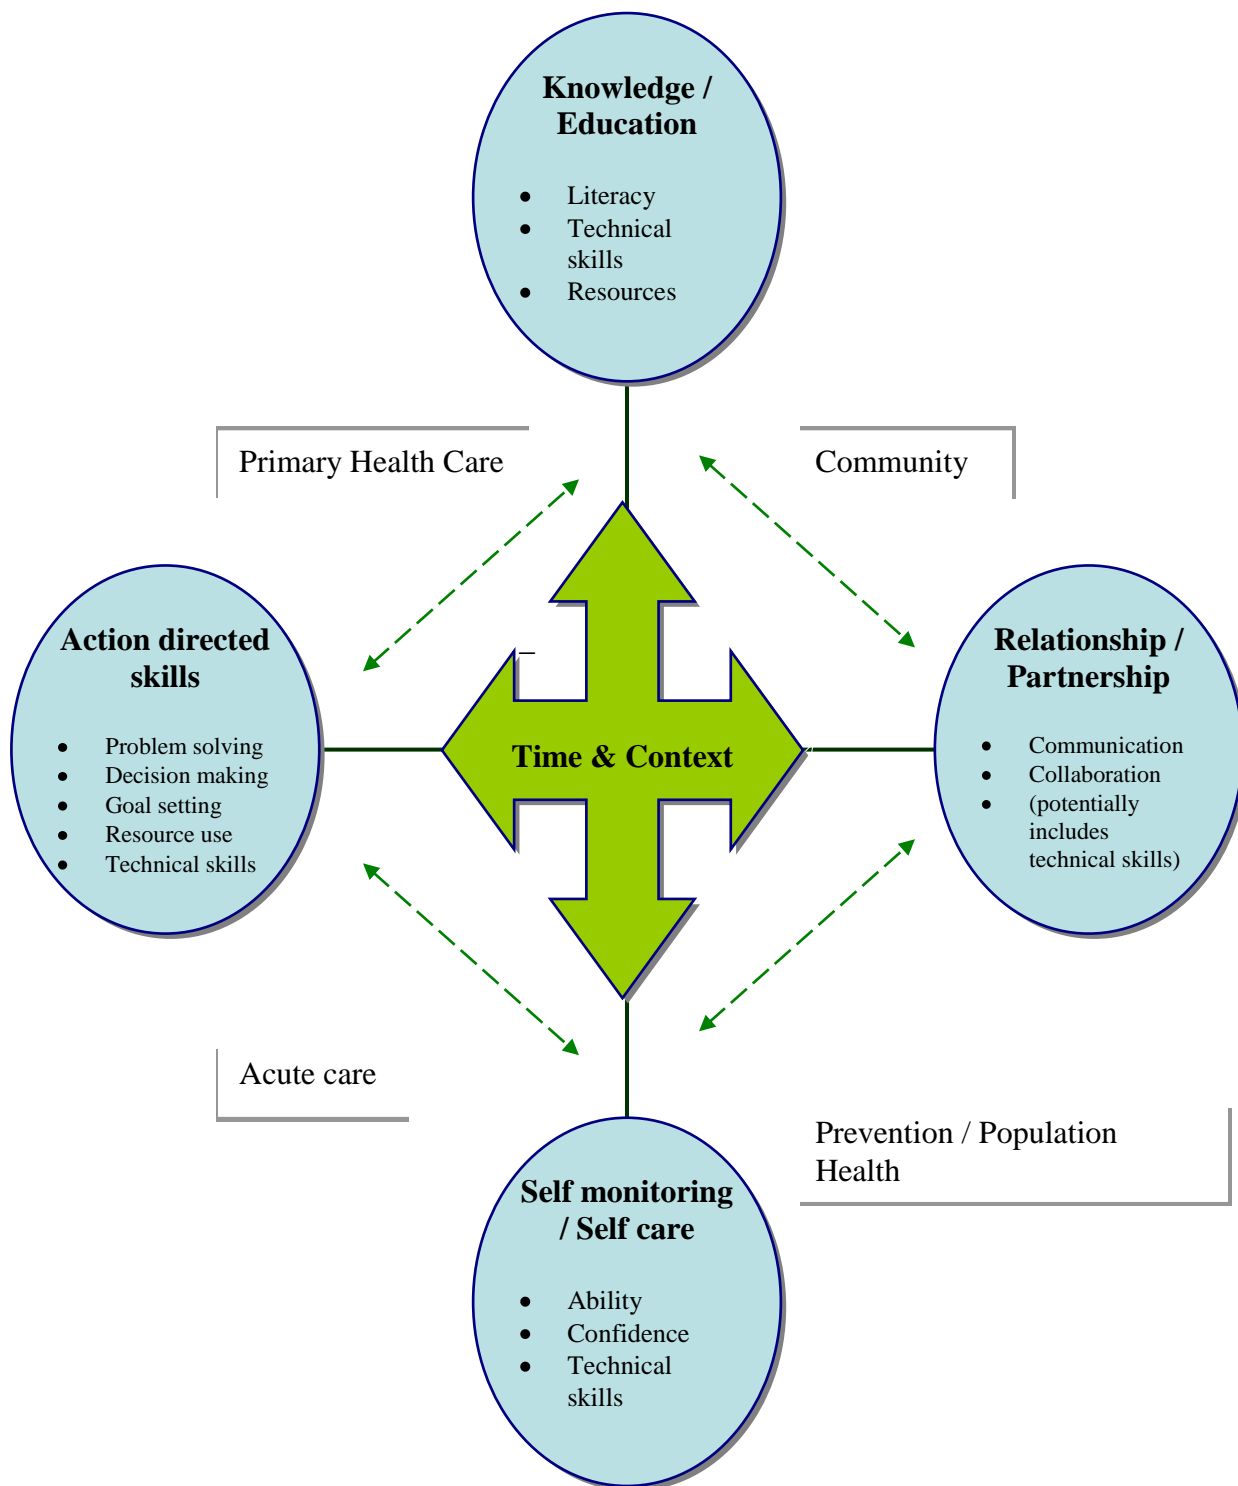 Knowledge /
Education
• Literacy
• Technical
skills
• Resources
Primary Health Care
Community
Action directed
skills
• Problem solving
• Decision making
• Goal setting
• Resource use
• Technical skills
Time & Context
Relationship /
Partnership
• Communication
• Collaboration
• (potentially
includes
technical skills)
Acute care
Prevention / Population
Health
Self monitoring
/ Self care
• Ability
• Confidence
• Technical
skills